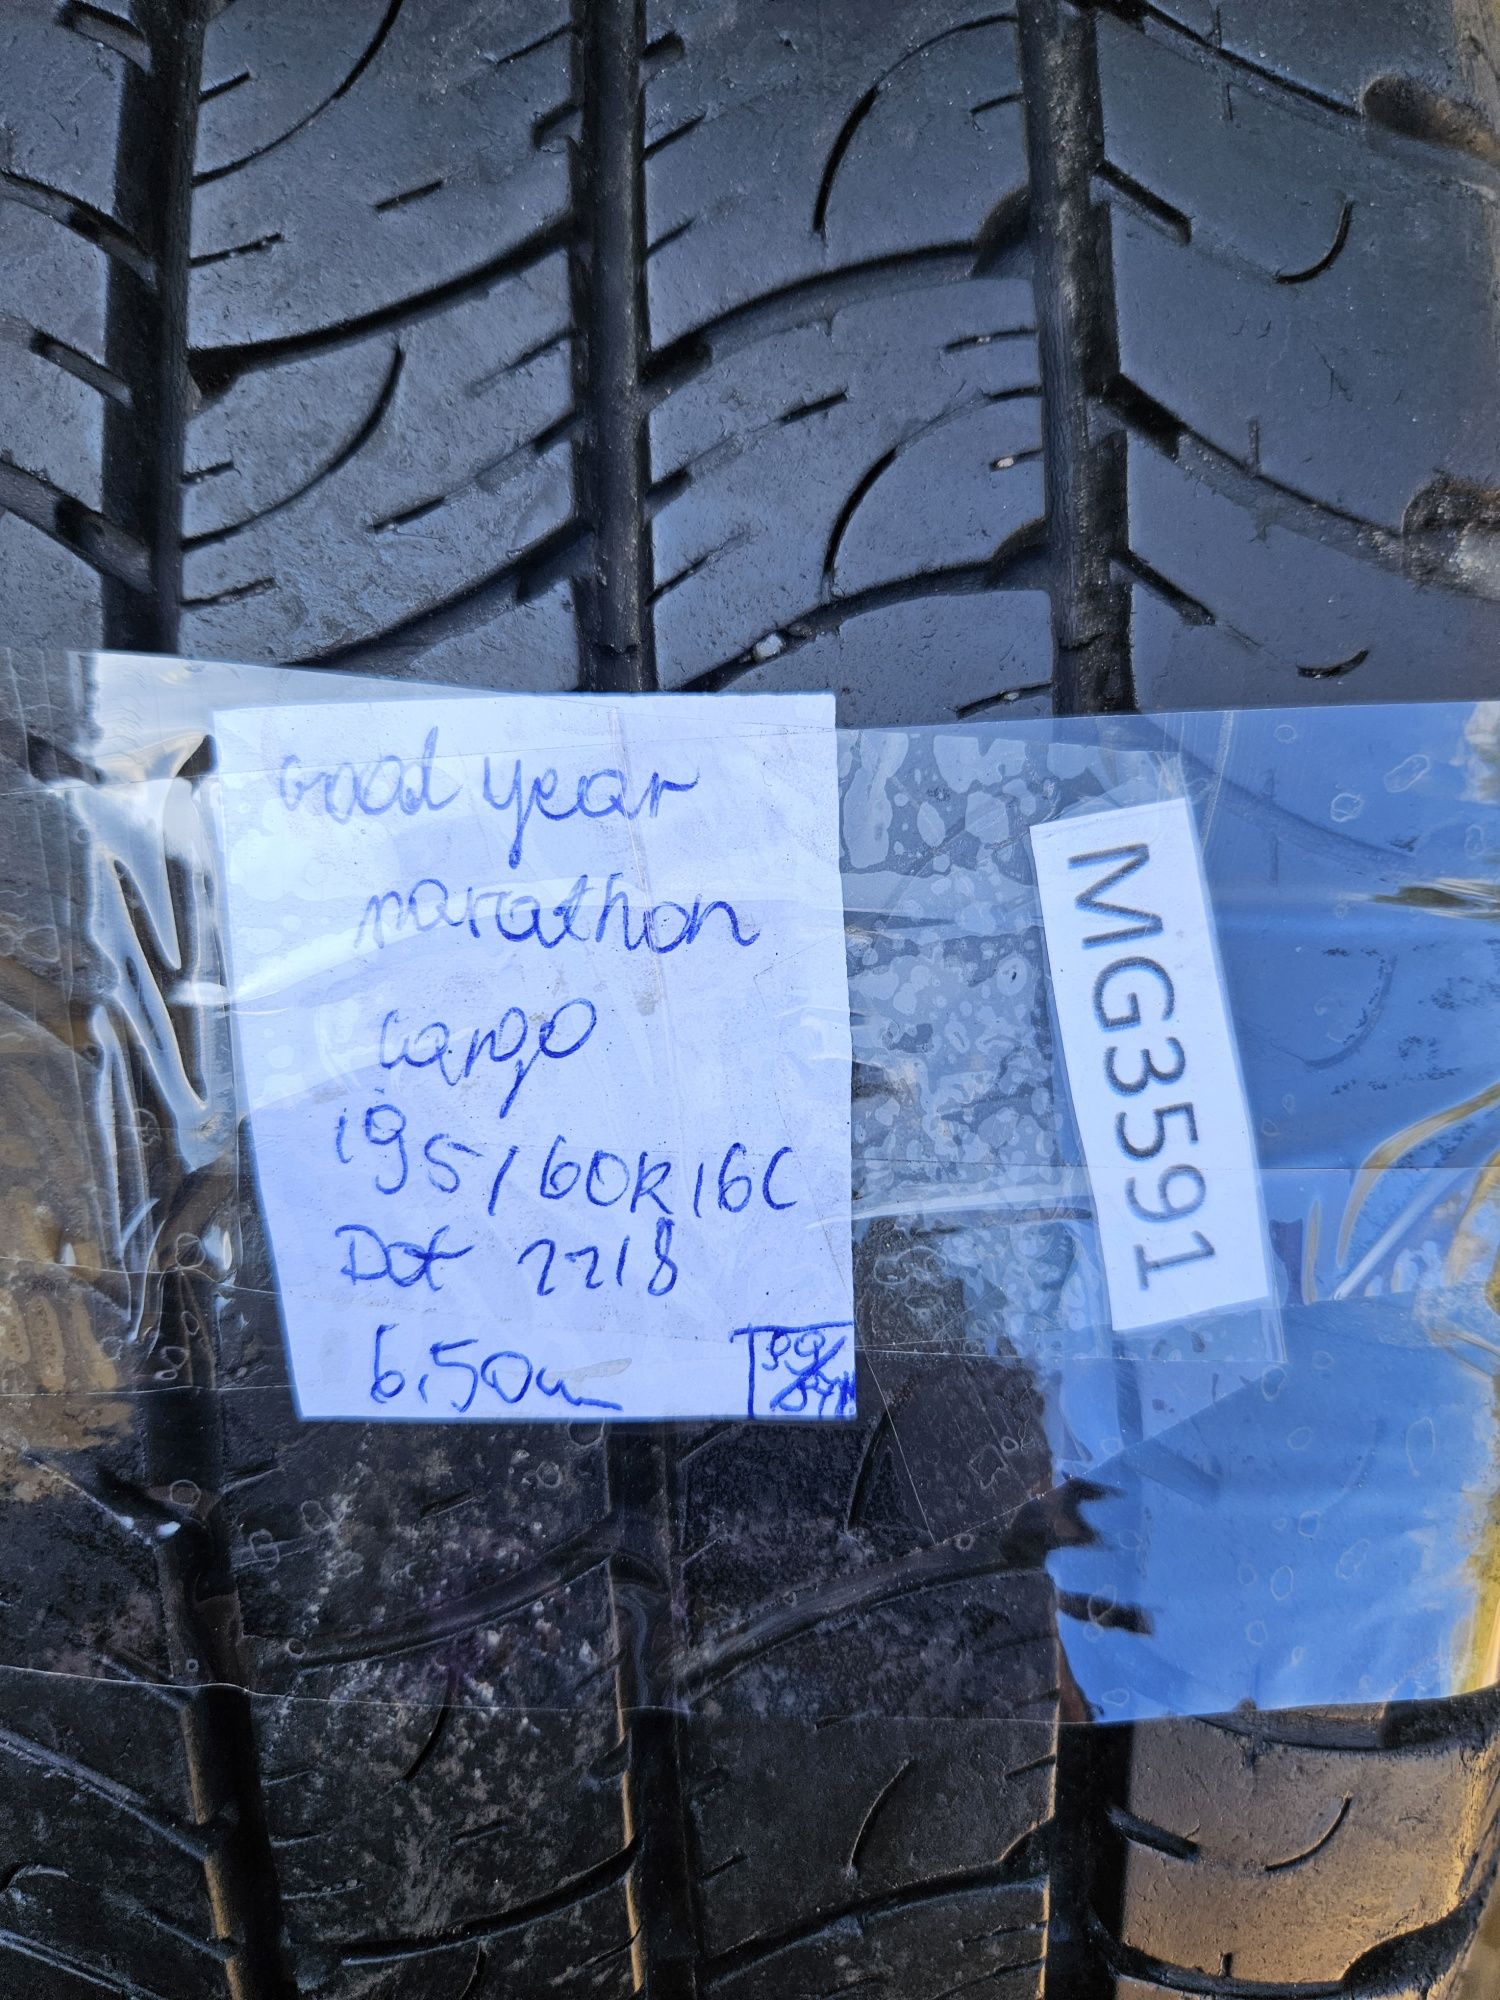 Good year
marathon
cargo
195/60R16C
Dot 2218
6,50m
MG3591